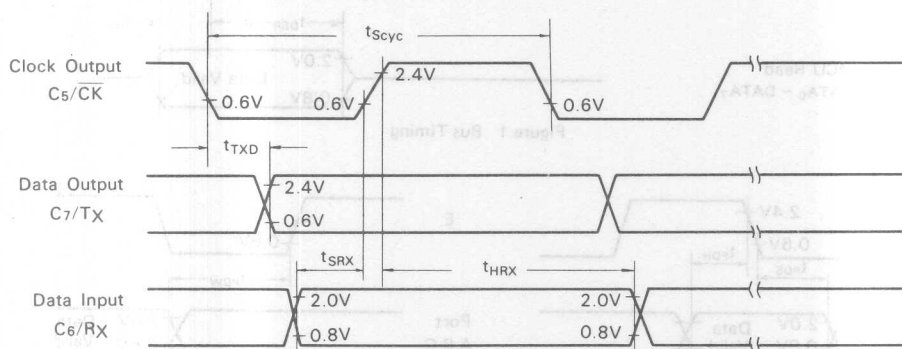 tScyc
Clock Output
C5/CK
0.6V
0.6V
2.4V
0.6V
tTXD
Data Output
C7/TX
2.4V
0.6V
tSRX
tHRX
Data Input
C6/RX
2.0V
0.8V
2.0V
0.8V